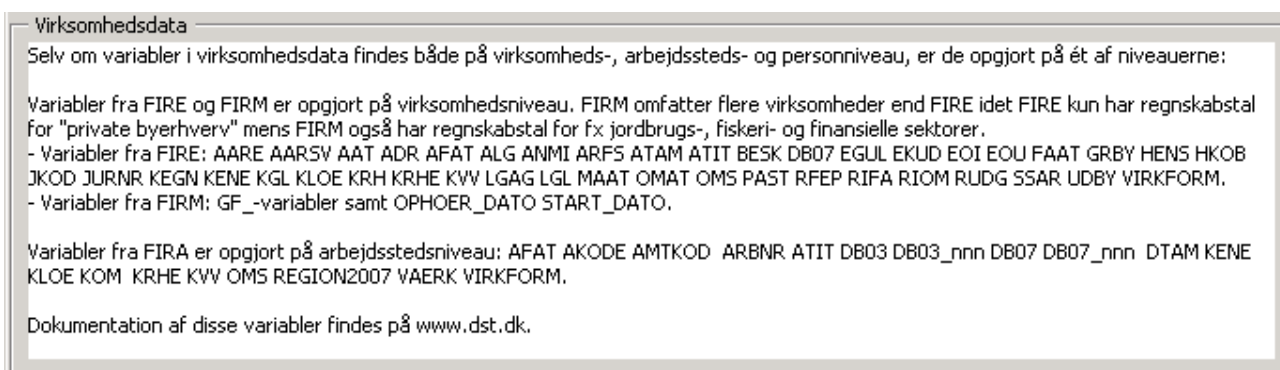 Virksomhedsdata
Selv om variabler i virksomhedsdata findes både på virksomheds-, arbejdssteds- og personniveau, er de opgjort på ét af niveauerne:
Variabler fra FIRE og FIRM er opgjort på virksomhedsniveau. FIRM omfatter flere virksomheder end FIRE idet FIRE kun har regnskabstal
for "private byerhverv" mens FIRM også har regnskabstal for fx jordbrugs-, fiskeri- og finansielle sektorer.
- Variabler fra FIRE: AARE AARSV AAT ADR AFAT ALG ANMI ARFS ATAM ATIT BESK DB07 EGUL EKUD EOI EOU FAAT GRBY HENS HKOB
JKOD JURNR KEGN KENE KGL KLOE KRH KRHE KVV LGAG LGL MAAT OMAT OMS PAST RFEP RIFA RIOM RUDG SSAR UDBY VIRKFORM.
- Variabler fra FIRM: GF_-variabler samt OPHOER_DATO START_DATO.
Variabler fra FIRA er opgjort på arbejdsstedsniveau: AFAT AKODE AMTKOD  ARBNR ATIT DB03 DB03_nnn DB07 DB07_nnn  DTAM KENE
KLOE KOM  KRHE KVV OMS REGION2007 VAERK VIRKFORM.
Dokumentation af disse variabler findes på www.dst.dk.